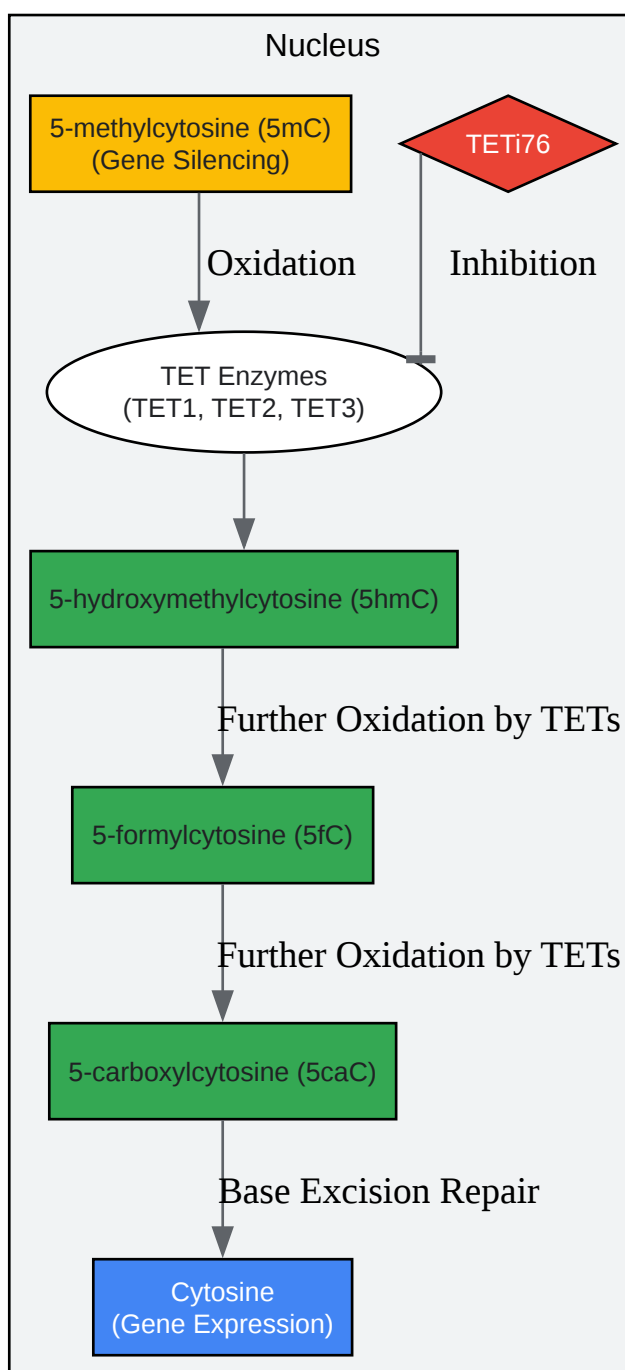 Nucleus
5-methylcytosine (5mC)
(Gene Silencing)
TETi76
Oxidation
Inhibition
TET Enzymes
(TET1, TET2, TET3)
5-hydroxymethylcytosine (5hmC)
Further Oxidation by TETs
5-formylcytosine (5fC)
Further Oxidation by TETs
5-carboxylcytosine (5caC)
Base Excision Repair
Cytosine
(Gene Expression)